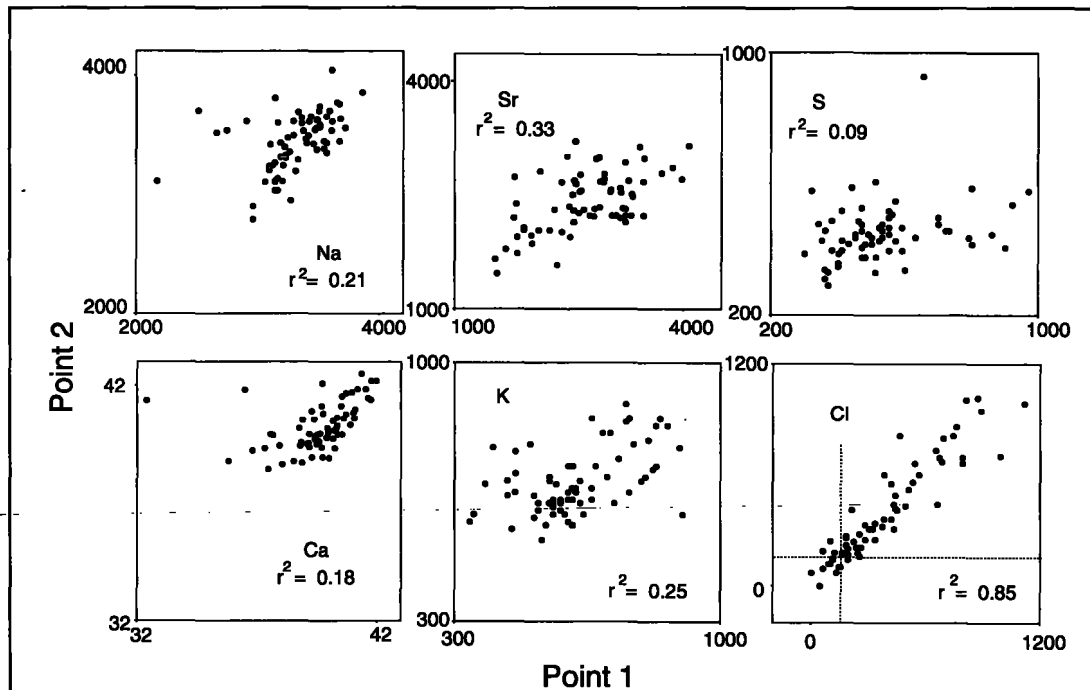 4000
Na
r2= 0.21
2000
2000
4000
4000
Sr
r2= 0.33
1000
1000
4000
1000
S
r2= 0.09
200
200
1000
Point 2
42
Ca
r2= 0.18
32
32
42
1000
K
r2= 0.25
300
300
1000
1200
Cl
0
r2= 0.85
0
1200
Point 1